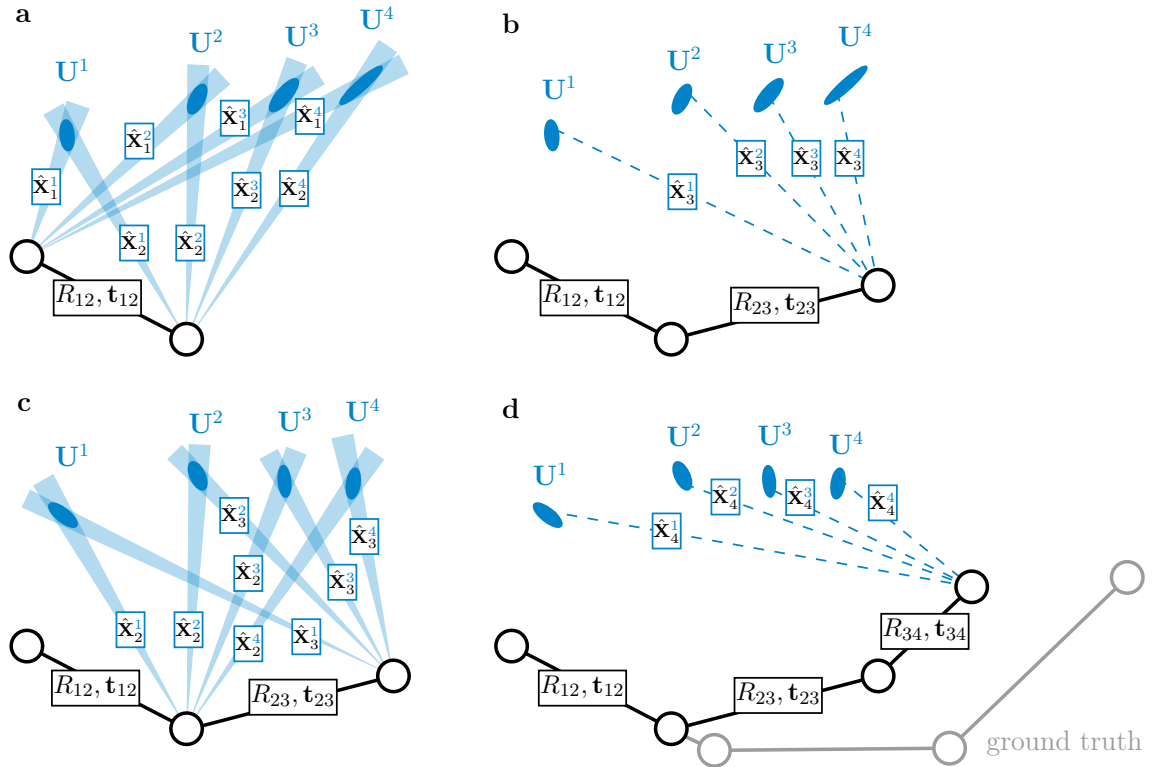 a
U¹ U² U³ U⁴
x̂₁¹ x̂₁² x̂₁³ x̂₁⁴
x̂₂¹ x̂₂² x̂₂³ x̂₂⁴
R₁₂, t₁₂
b
U¹ U² U³ U⁴
x̂₃¹ x̂₃² x̂₃³ x̂₃⁴
R₁₂, t₁₂
R₂₃, t₂₃
c
U¹ U² U³ U⁴
x̂₃² x̂₃⁴
x̂₂³ x̂₃³
x̂₂¹ x̂₂² x̂₂⁴ x̂₃¹
R₁₂, t₁₂
R₂₃, t₂₃
d
U¹ U² U³ U⁴
x̂₄¹ x̂₄² x̂₄³ x̂₄⁴
R₃₄, t₃₄
R₁₂, t₁₂
R₂₃, t₂₃
ground truth